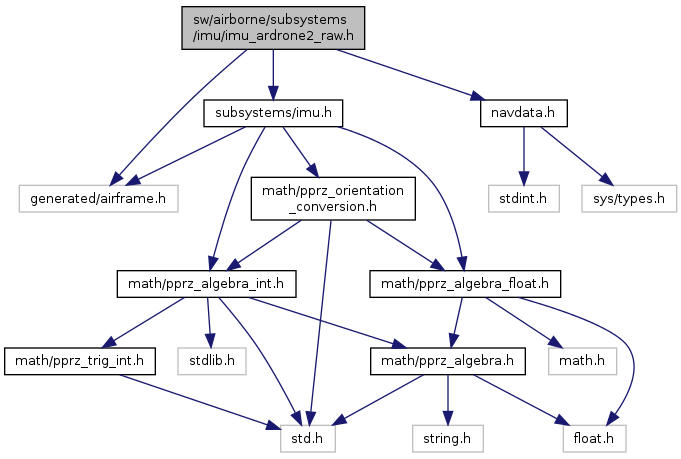 sw/airborne/subsystems
/imu/imu_ardrone2_raw.h
subsystems/imu.h
navdata.h
generated/airframe.h
math/pprz_orientation
_conversion.h
stdint.h
sys/types.h
math/pprz_algebra_int.h
math/pprz_algebra_float.h
math/pprz_trig_int.h
stdlib.h
math/pprz_algebra.h
math.h
std.h
string.h
float.h